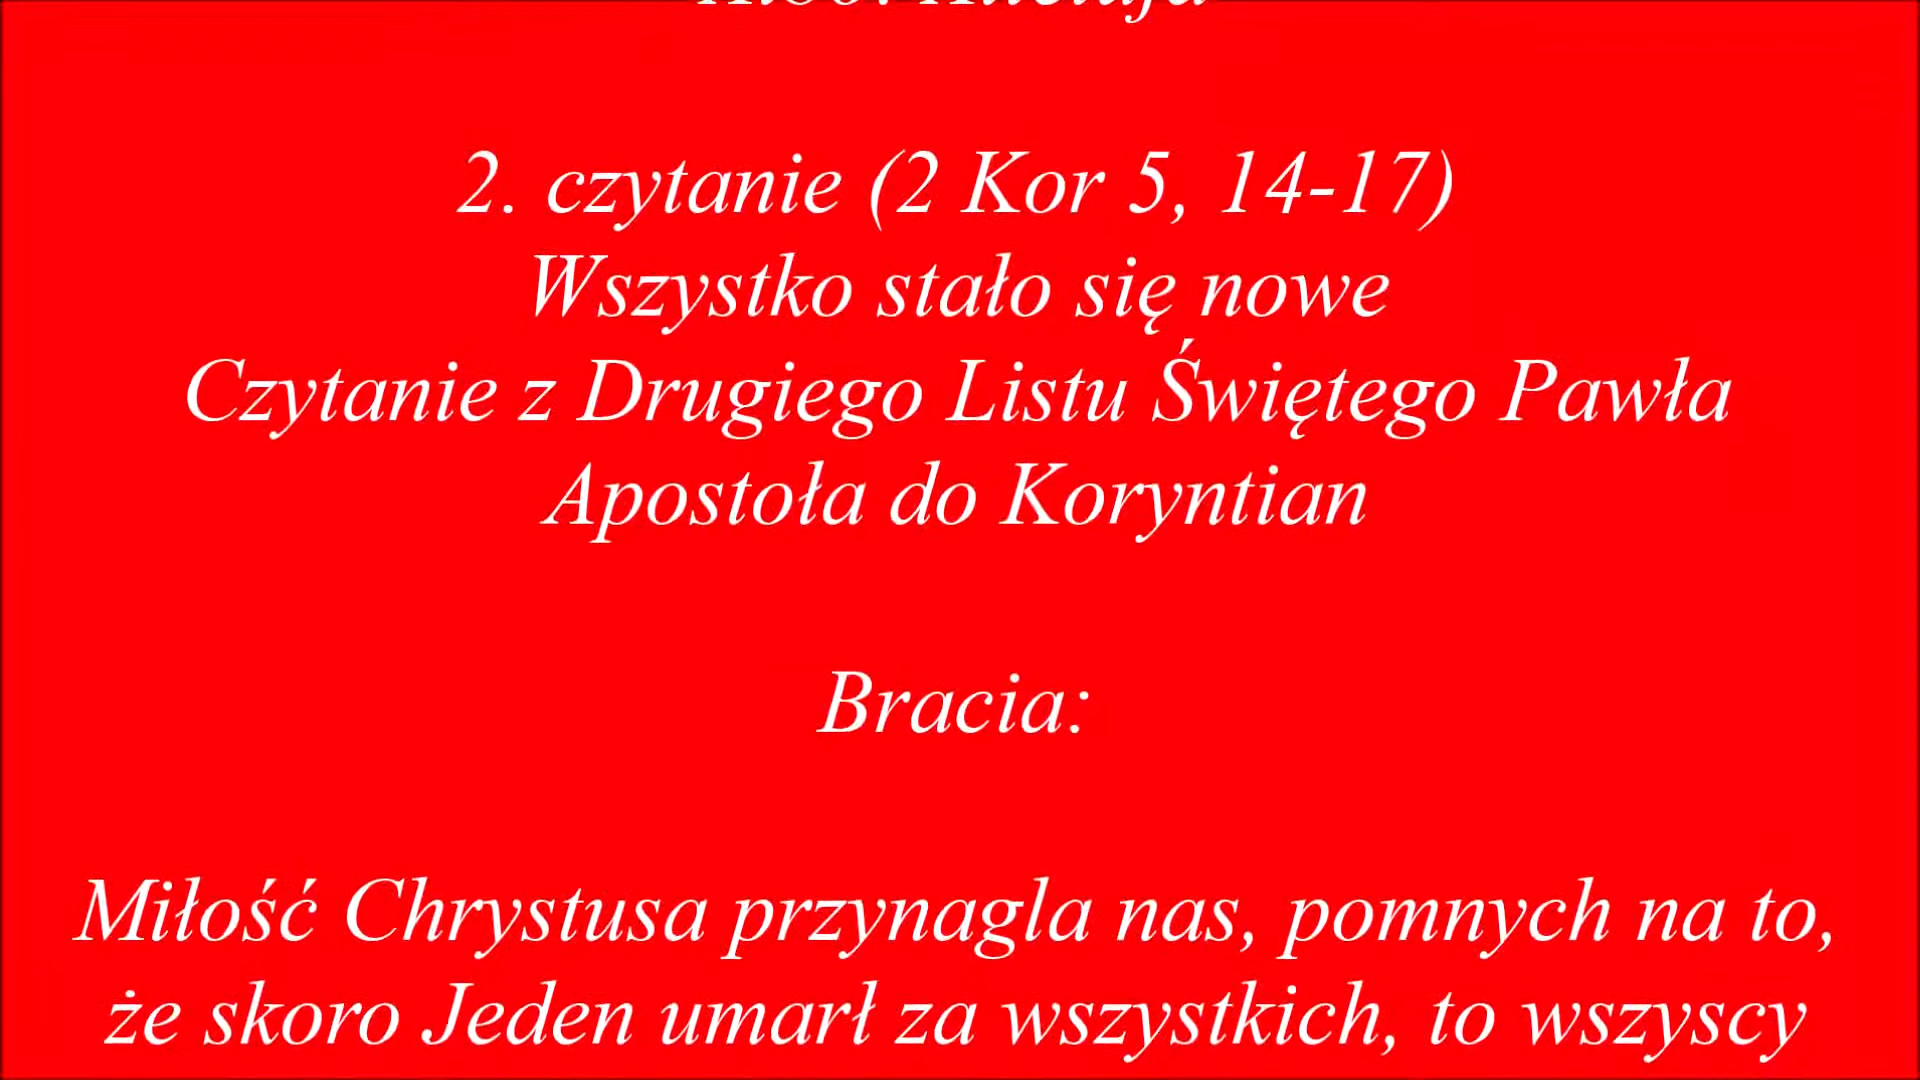 2. czytanie (2 Kor 5, 14-17)
Wszystko stało się nowe
Czytanie z Drugiego Listu Świętego Pawła
Apostoła do Koryntian
Bracia:
Miłość Chrystusa przynagla nas, pomnych na to,
że skoro Jeden umarł za wszystkich, to wszyscy